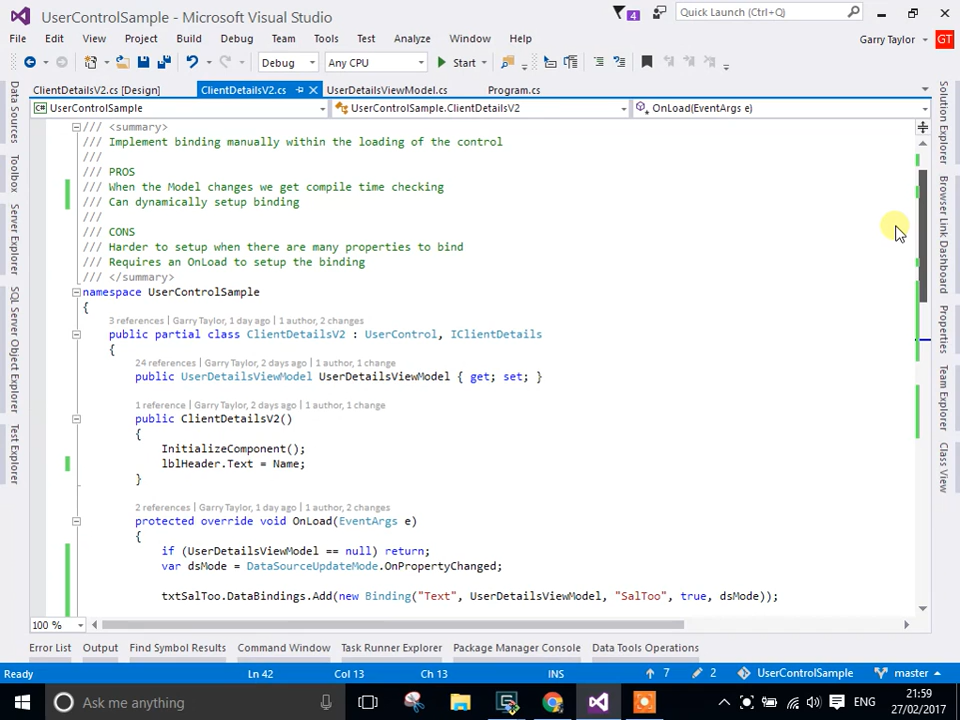 UserControlSample - Microsoft Visual Studio
4
Quick Launch (Ctrl+Q)
File Edit View Project Build Debug Team Tools Test Analyze Window Help
Garry Taylor GT
Debug Any CPU Start
ClientDetailsV2.cs [Design] ClientDetailsV2.cs UserDetailsViewModel.cs Program.cs
UserControlSample UserControlSample.ClientDetailsV2 OnLoad(EventArgs e)
/// <summary>
/// Implement binding manually within the loading of the control
///
/// PROS
/// When the Model changes we get compile time checking
/// Can dynamically setup binding
///
/// CONS
/// Harder to setup when there are many properties to bind
/// Requires an OnLoad to setup the binding
/// </summary>
namespace UserControlSample
{
3 references | Garry Taylor, 1 day ago | 1 author, 2 changes
public partial class ClientDetailsV2 : UserControl, IClientDetails
{
24 references | Garry Taylor, 2 days ago | 1 author, 1 change
public UserDetailsViewModel UserDetailsViewModel { get; set; }
1 reference | Garry Taylor, 2 days ago | 1 author, 1 change
public ClientDetailsV2()
{
InitializeComponent();
lblHeader.Text = Name;
}
2 references | Garry Taylor, 1 day ago | 1 author, 1 change
protected override void OnLoad(EventArgs e)
{
if (UserDetailsViewModel == null) return;
var dsMode = DataSourceUpdateMode.OnPropertyChanged;
txtSalToo.DataBindings.Add(new Binding("Text", UserDetailsViewModel, "SalToo", true, dsMode));
Data Sources
Toolbox
Server Explorer
SQL Server Object Explorer
Test Explorer
Solution Explorer
Browser Link Dashboard
Properties
Team Explorer
Class View
100 %
Error List Output Find Symbol Results Command Window Task Runner Explorer Package Manager Console Data Tools Operations
Ready Ln 42 Col 13 Ch 13 INS 7 2 UserControlSample master
Ask me anything
ENG
21:59
27/02/2017